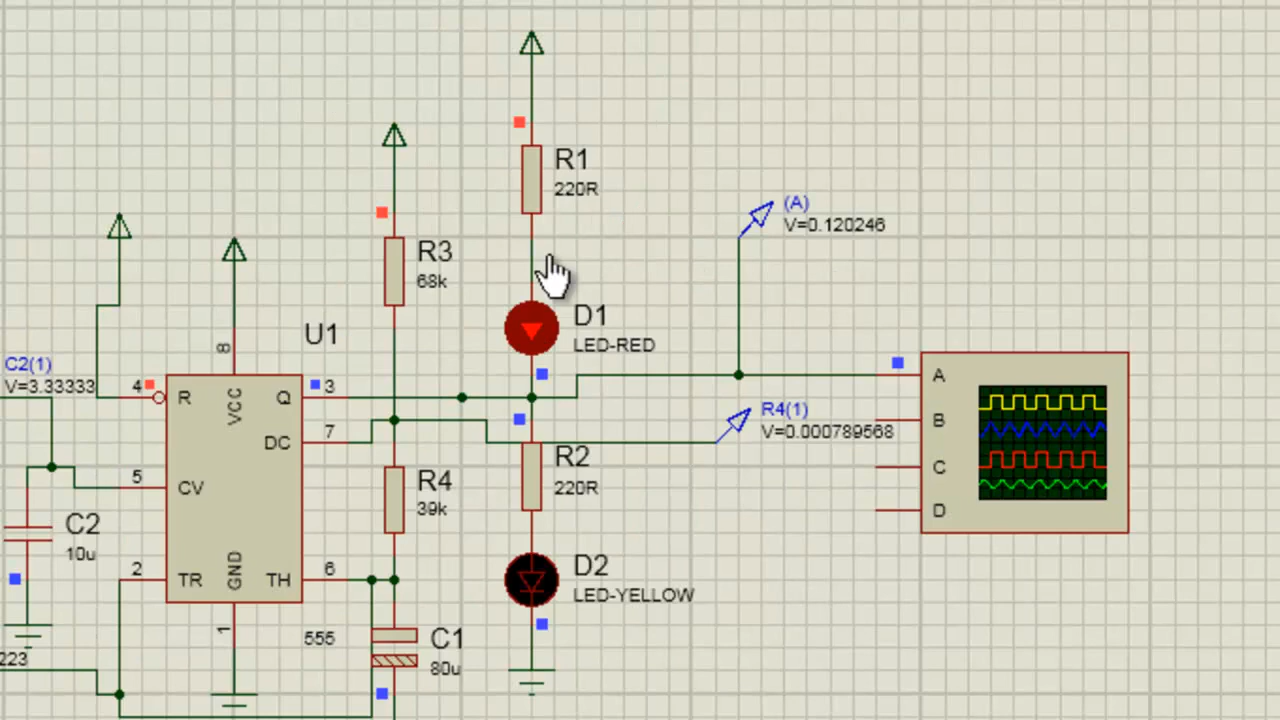 R1
220R
(A)
V=0.120246
R3
68k
D1
LED-RED
U1
C2(1)
V=3.33333
4
R
8
VCC
Q
3
A
R4(1)
V=0.000789568
B
DC
7
R2
220R
C
5
CV
R4
39k
D
C2
10u
2
TR
GND
TH
6
D2
LED-YELLOW
1
555
C1
80u
223